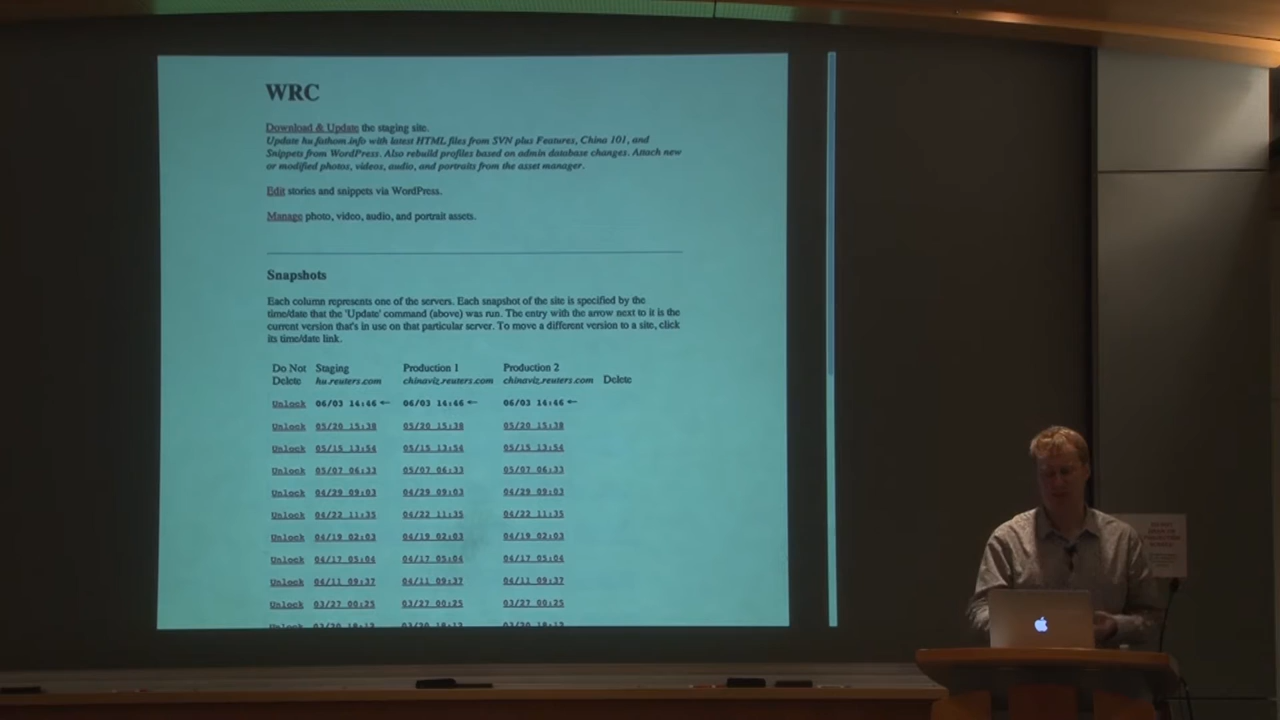 WRC
Download & Update the staging site.
Update hu.fathom.info with latest HTML files from SVN plus Features, China 101, and
Snippets from WordPress. Also rebuild profiles based on admin database changes. Attach new
or modified photos, videos, audio, and portraits from the asset manager.
Edit stories and snippets via WordPress.
Manage photo, video, audio, and portrait assets.
Snapshots
Each column represents one of the servers. Each snapshot of the site is specified by the
time/date that the 'Update' command (above) was run. The entry with the arrow next to it is the
current version that's in use on that particular server. To move a different version to a site, click
its time/date link.
Do Not Staging Production 1 Production 2
Delete hu.reuters.com chinaviz.reuters.com chinaviz.reuters.com Delete
Unlock 06/03 14:46 ← 06/03 14:46 ← 06/03 14:46 ←
Unlock 05/20 15:38 05/20 15:38 05/20 15:38
Unlock 05/15 13:54 05/15 13:54 05/15 13:54
Unlock 05/07 06:33 05/07 06:33 05/07 06:33
Unlock 04/29 09:03 04/29 09:03 04/29 09:03
Unlock 04/22 11:35 04/22 11:35 04/22 11:35
Unlock 04/19 02:03 04/19 02:03 04/19 02:03
Unlock 04/17 05:04 04/17 05:04 04/17 05:04
Unlock 04/11 09:37 04/11 09:37 04/11 09:37
Unlock 03/27 00:25 03/27 00:25 03/27 00:25